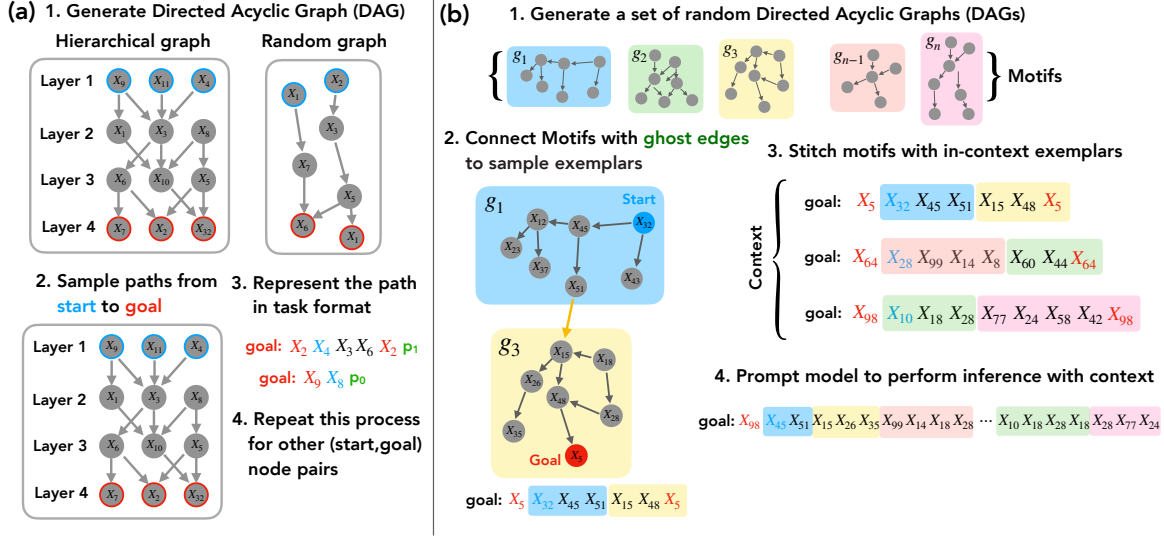 (a) 1. Generate Directed Acyclic Graph (DAG)
Hierarchical graph
Random graph
Layer 1 X9 X11 X4
Layer 2 X1 X3 X8
Layer 3 X6 X10 X5
Layer 4 X7 X2 X32
X2
X1
X3
X7
X5
X6
X1
2. Sample paths from
start to goal
Layer 1 X9 X11 X4
Layer 2 X1 X3 X8
Layer 3 X6 X10 X5
Layer 4 X7 X2 X32
3. Represent the path
in task format
goal: X2 X4 X3 X6 X2 p1
goal: X9 X8 p0
4. Repeat this process
for other (start,goal)
node pairs
(b) 1. Generate a set of random Directed Acyclic Graphs (DAGs)
{ g1 g2 g3 gn−1 gn } Motifs
2. Connect Motifs with ghost edges
to sample exemplars
g1
Start
X12 X45 X32
X23
X37 X43
X51
g3
X15 X18
X26
X48
X28
X35
Goal X5
goal: X5 X32 X45 X51 X15 X48 X5
3. Stitch motifs with in-context exemplars
Context {
goal: X5 X32 X45 X51 X15 X48 X5
goal: X64 X28 X99 X14 X8 X60 X44 X64
goal: X98 X10 X18 X28 X77 X24 X58 X42 X98
4. Prompt model to perform inference with context
goal: X98 X45 X51 X15 X26 X35 X99 X14 X18 X28 ··· X10 X18 X28 X18 X28 X77 X24